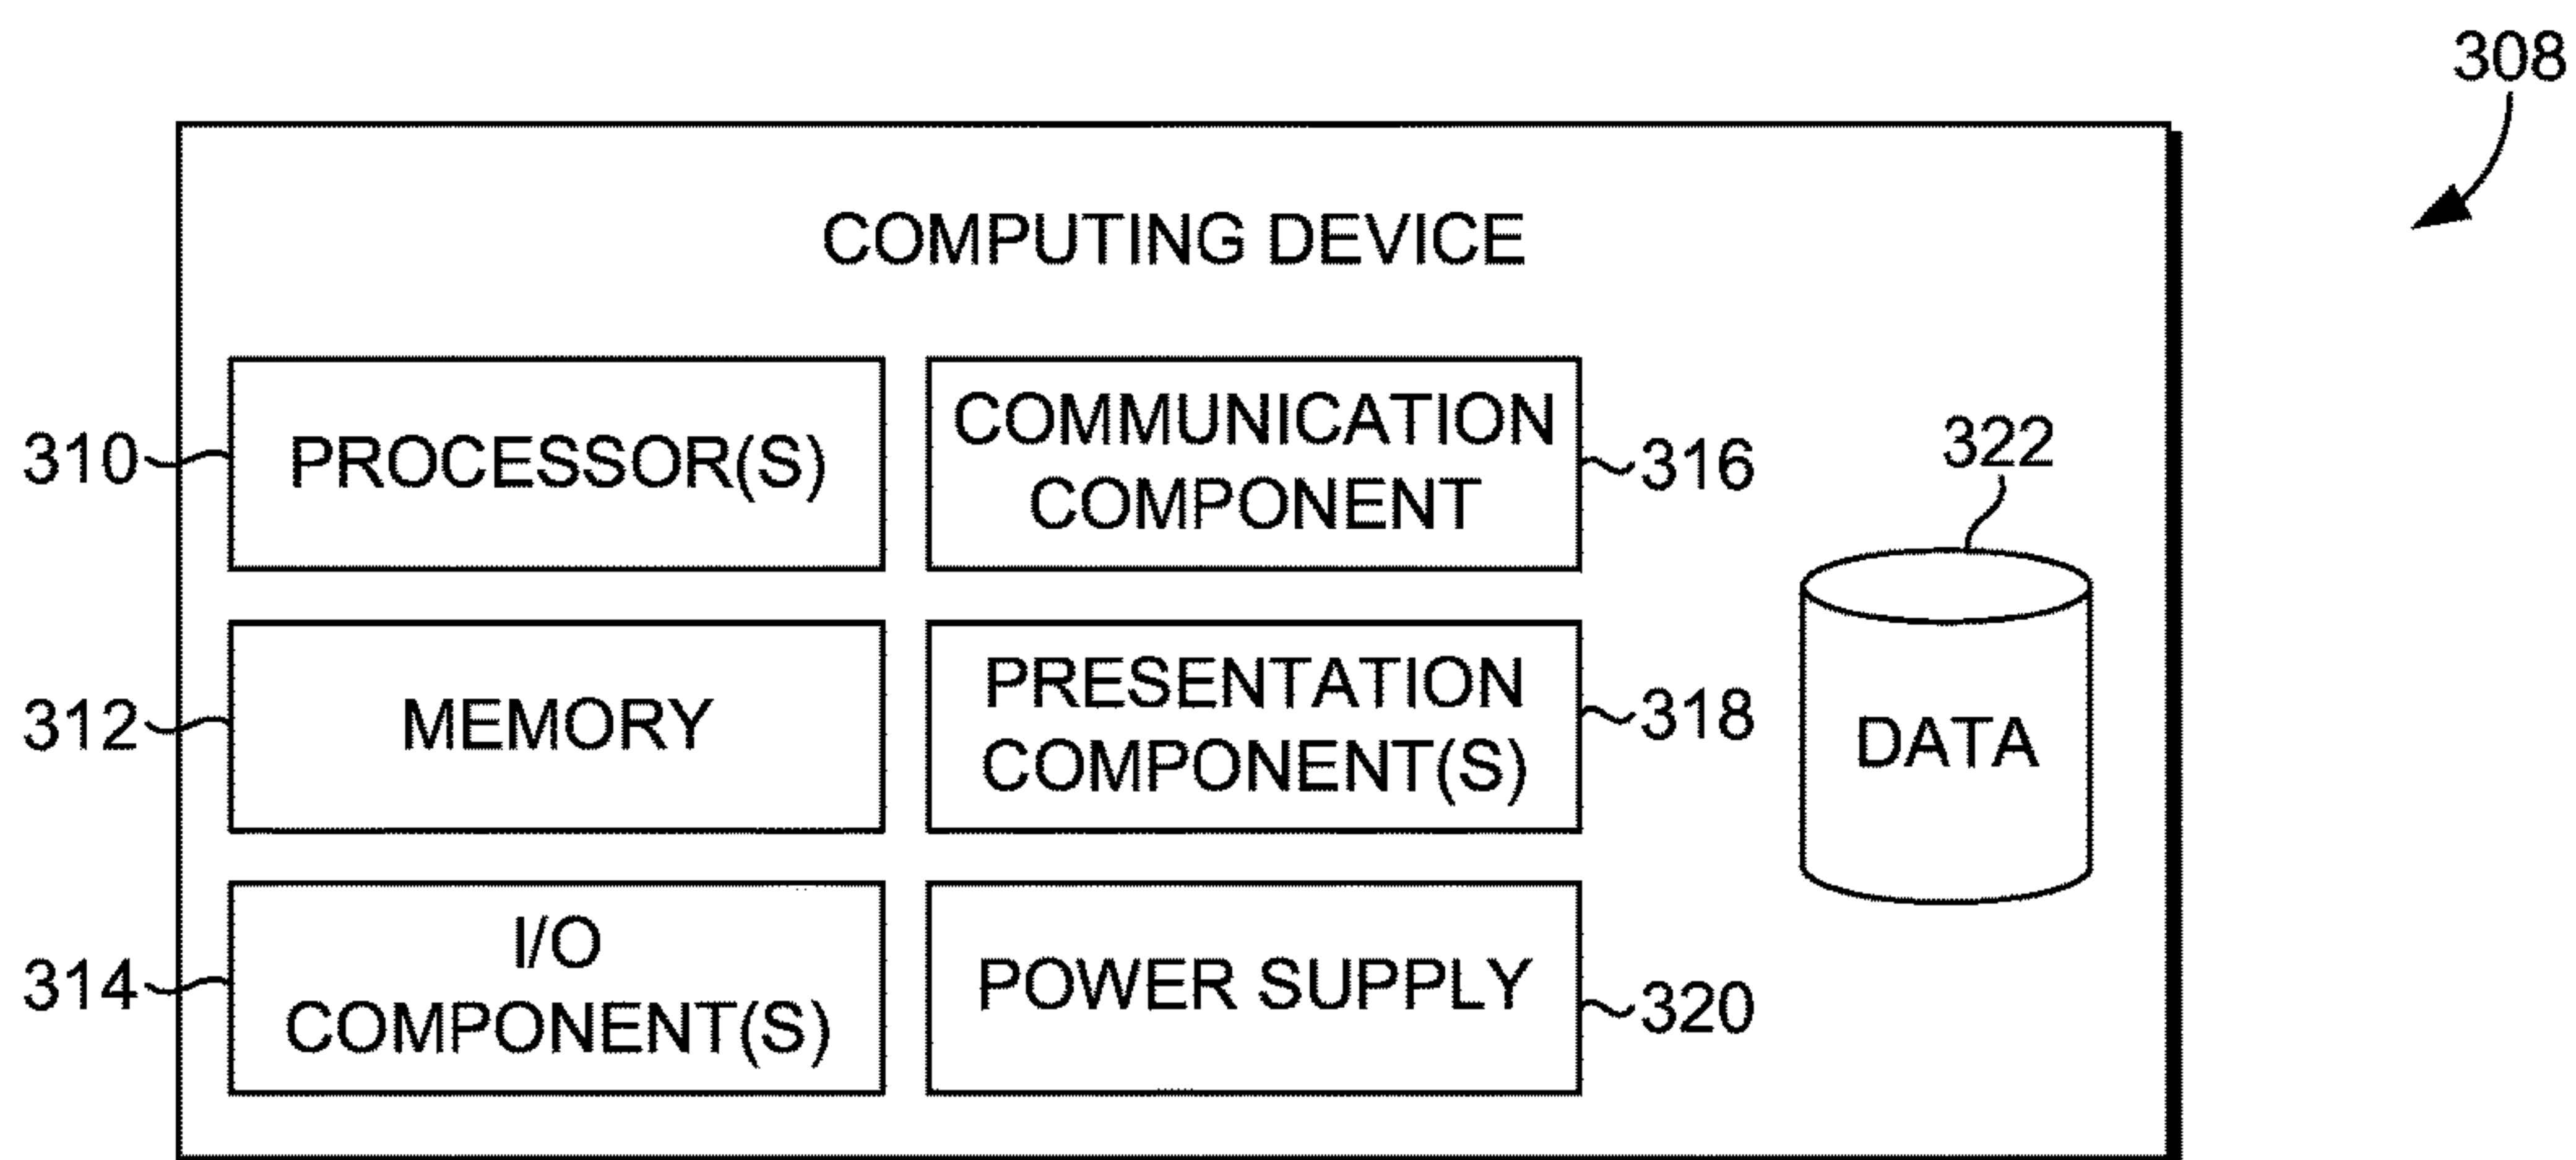 308
COMPUTING DEVICE
310
PROCESSOR(S)
COMMUNICATION
COMPONENT
316
322
312
MEMORY
PRESENTATION
COMPONENT(S)
318
DATA
314
I/O
COMPONENT(S)
POWER SUPPLY
320